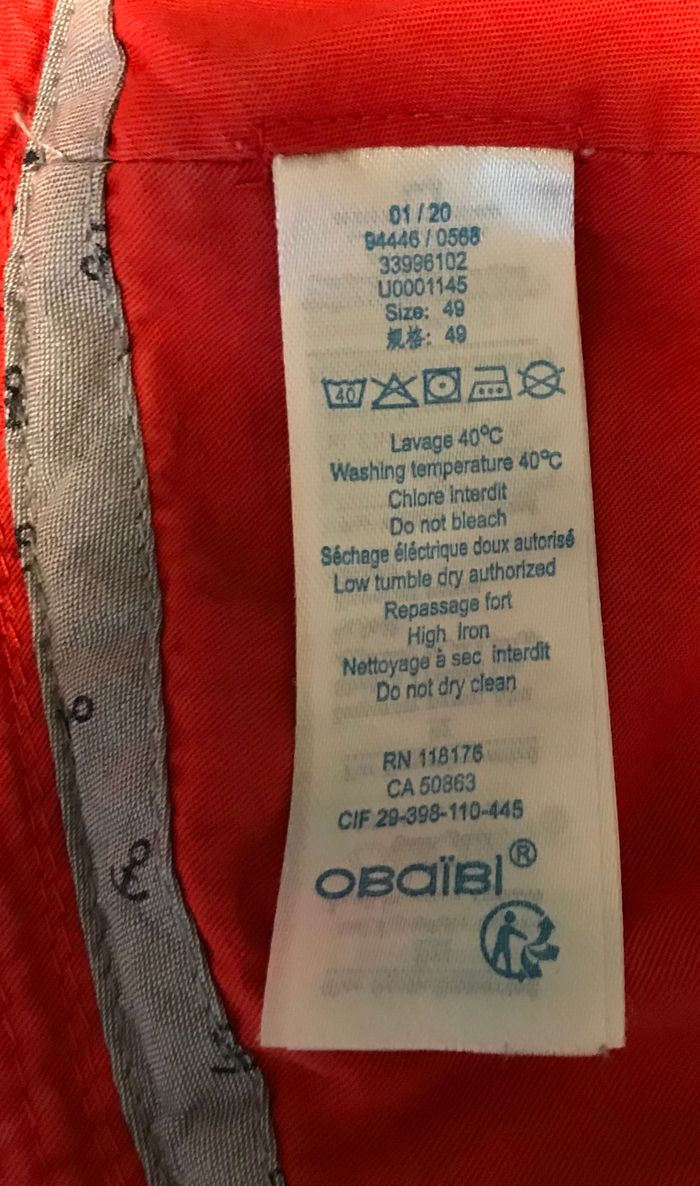 01 / 20
94446 / 0568
33996102
U0001145
Size: 49
规格: 49
40
Lavage 40°C
Washing temperature 40°C
Chlore Interdit
Do not bleach
Séchage éléctrique doux autorisé
Low tumble dry authorized
Repassage fort
High Iron
Nettoyage à sec interdit
Do not dry clean
RN 118176
CA 50863
CIF 29-398-110-445
OBAÏBI®